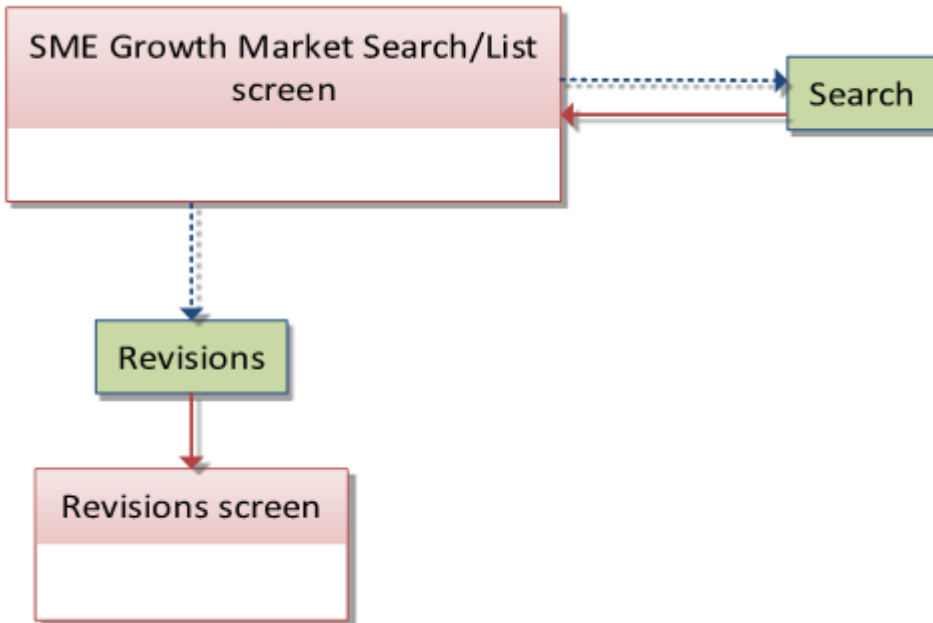 SME Growth Market Search/List
screen
Search
Revisions
Revisions screen